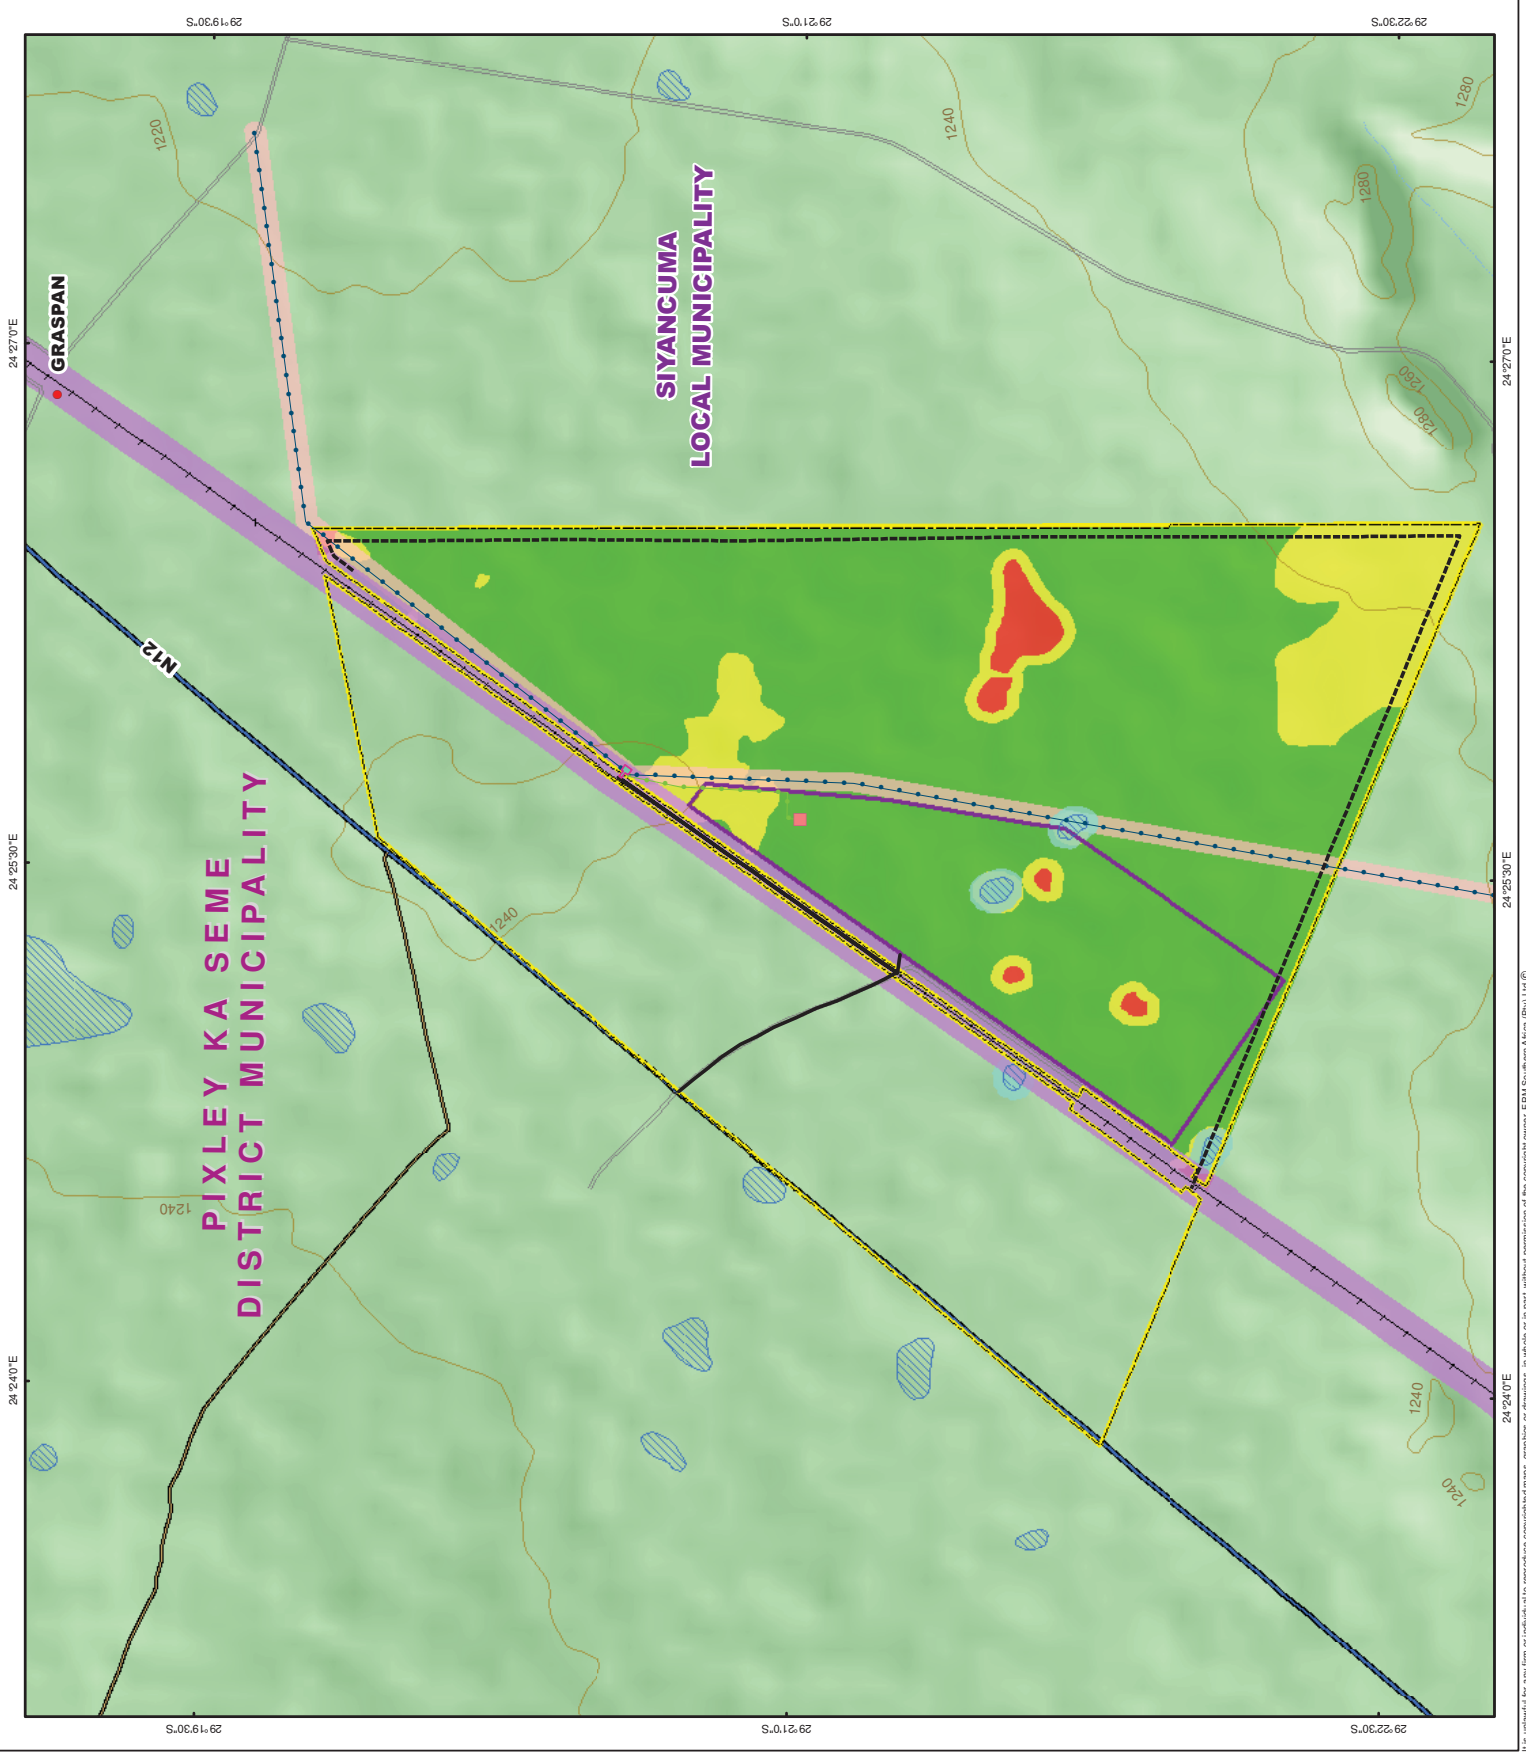 29°19'30"S
29°21'0"S
29°22'30"S
24°27'0"E
24°25'30"E
24°24'0"E
24°27'0"E
24°25'30"E
24°24'0"E
29°19'30"S
29°21'0"S
29°22'30"S
GRASPAN
N12
SIYANCUMA
LOCAL MUNICIPALITY
PIXLEY KA SEME
DISTRICT MUNICIPALITY
1220
1240
1280
1280
1260
1280
1240
1240
1240
1240